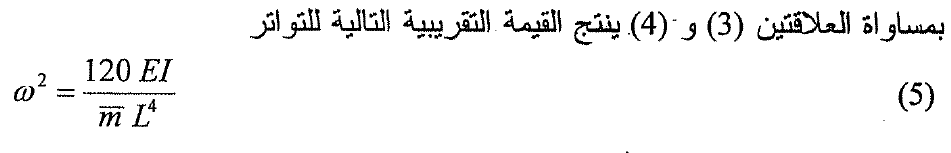 بمساواة العلاقتين (3) و (4) ينتج القيمة التقريبية التالية للتواتر
ω² = 120 EI / m̅ L⁴ (5)